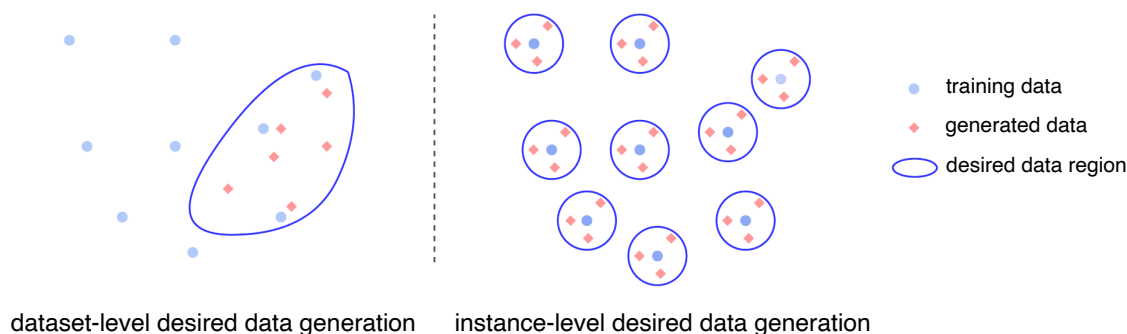 training data
generated data
desired data region
dataset-level desired data generation
instance-level desired data generation